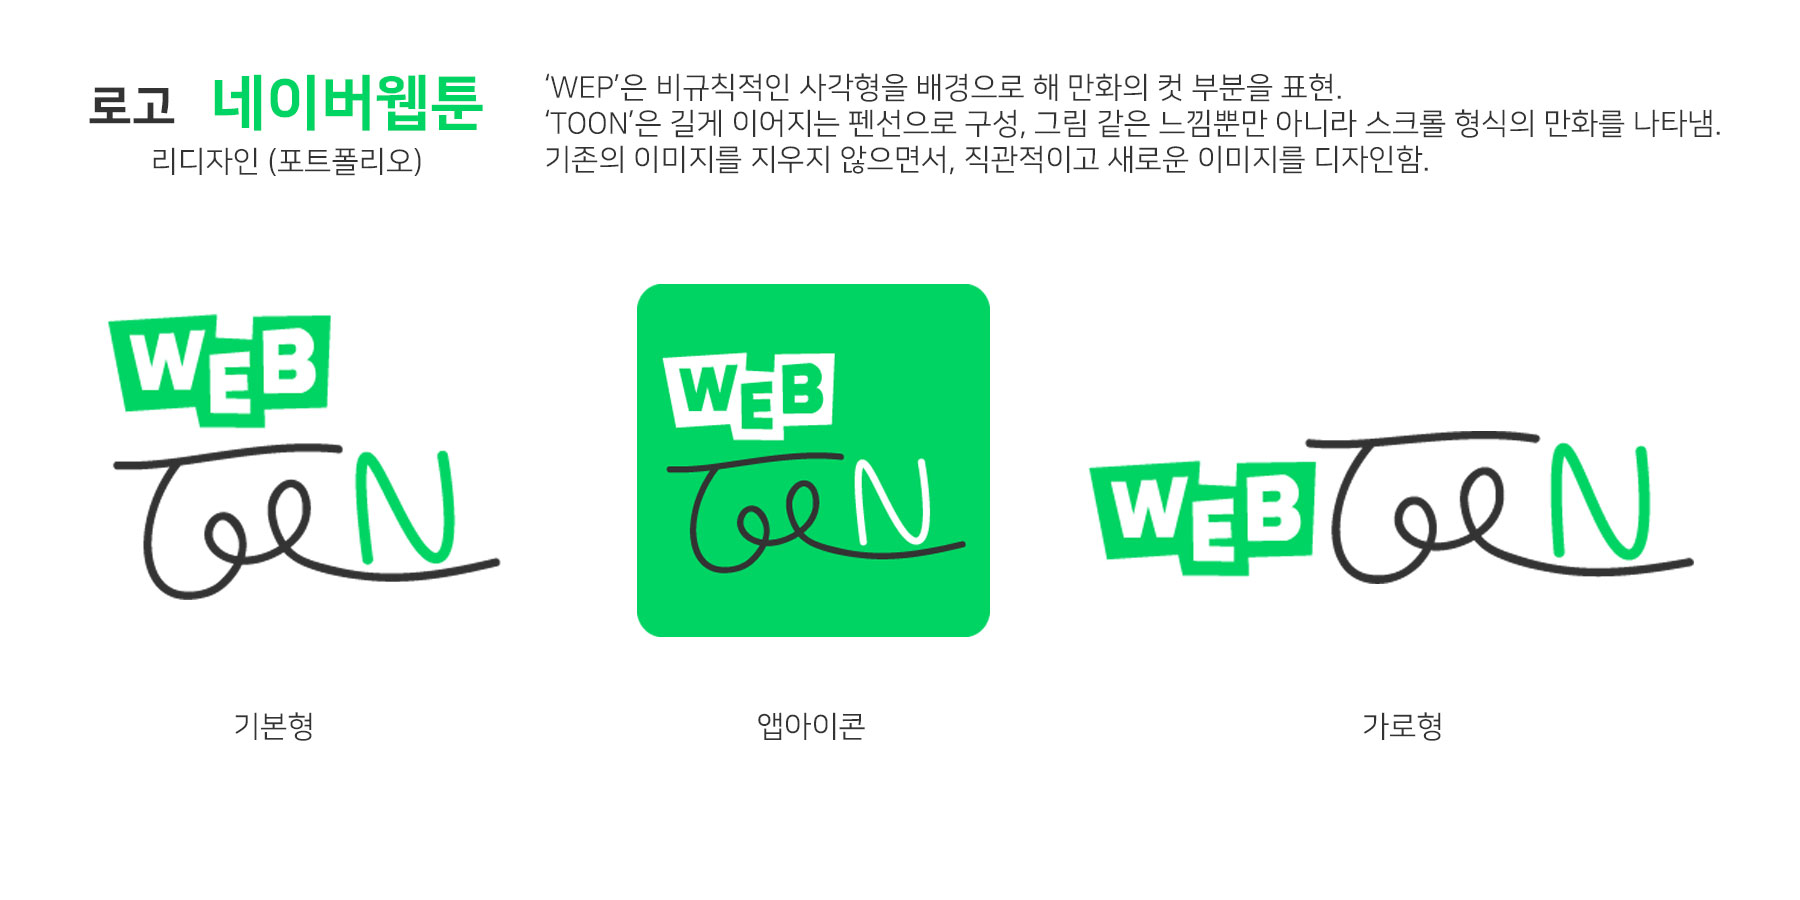 로고 네이버웹툰
리디자인 (포트폴리오)
‘WEP’은 비규칙적인 사각형을 배경으로 해 만화의 컷 부분을 표현.
‘TOON’은 길게 이어지는 펜선으로 구성, 그림 같은 느낌뿐만 아니라 스크롤 형식의 만화를 나타냄.
기존의 이미지를 지우지 않으면서, 직관적이고 새로운 이미지를 디자인함.
WEB
TOON
WEB
TOON
WEB TOON
기본형
앱아이콘
가로형